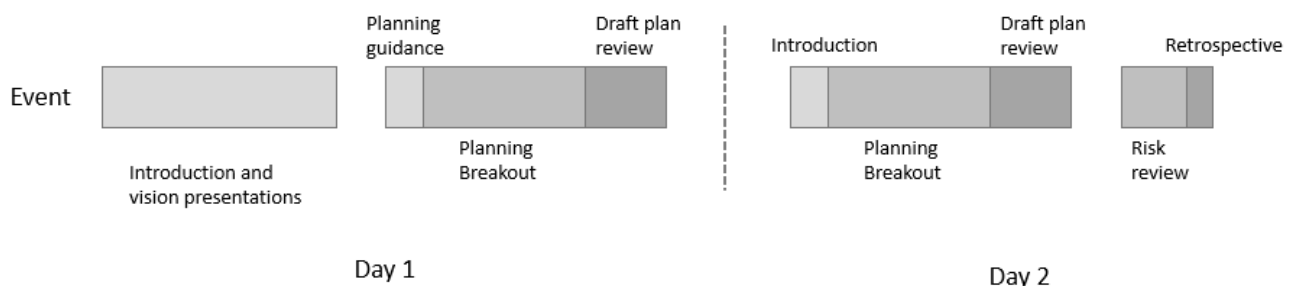 Planning
guidance
Draft plan
review
Introduction
Draft plan
review
Retrospective
Event
Introduction and
vision presentations
Planning
Breakout
Planning
Breakout
Risk
review
Day 1
Day 2